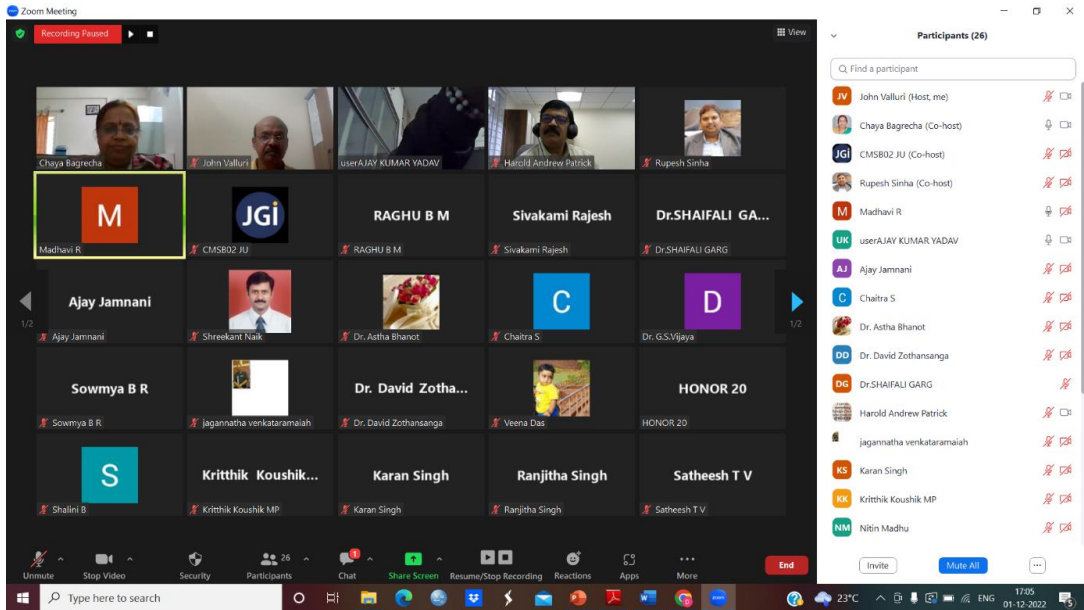 Zoom Meeting
Recording Paused
View
Chaya Bagrecha
John Valluri
userAJAY KUMAR YADAV
Harold Andrew Patrick
Rupesh Sinha
M
Madhavi R
JGi
CMSB02 JU
RAGHU B M
RAGHU B M
Sivakami Rajesh
Sivakami Rajesh
Dr.SHAIFALI GA...
Dr.SHAIFALI GARG
1/2
Ajay Jamnani
Ajay Jamnani
Shreekant Naik
Dr. Astha Bhanot
C
Chaitra S
D
Dr. G.S.Vijaya
1/2
Sowmya B R
Sowmya B R
jagannatha venkataramaiah
Dr. David Zotha...
Dr. David Zothansanga
Veena Das
HONOR 20
HONOR 20
S
Shalini B
Kritthik Koushik...
Kritthik Koushik MP
Karan Singh
Karan Singh
Ranjitha Singh
Ranjitha Singh
Satheesh T V
Satheesh T V
Unmute
Stop Video
Security
26
Participants
1
Chat
Share Screen
Resume/Stop Recording
Reactions
Apps
More
End
Participants (26)
Find a participant
JV John Valluri (Host, me)
Chaya Bagrecha (Co-host)
JGi CMSB02 JU (Co-host)
Rupesh Sinha (Co-host)
M Madhavi R
UK userAJAY KUMAR YADAV
AJ Ajay Jamnani
C Chaitra S
Dr. Astha Bhanot
DD Dr. David Zothansanga
DG Dr.SHAIFALI GARG
Harold Andrew Patrick
jagannatha venkataramaiah
KS Karan Singh
KK Kritthik Koushik MP
NM Nitin Madhu
Invite
Mute All
...
Type here to search
23°C
ENG
17:05
01-12-2022